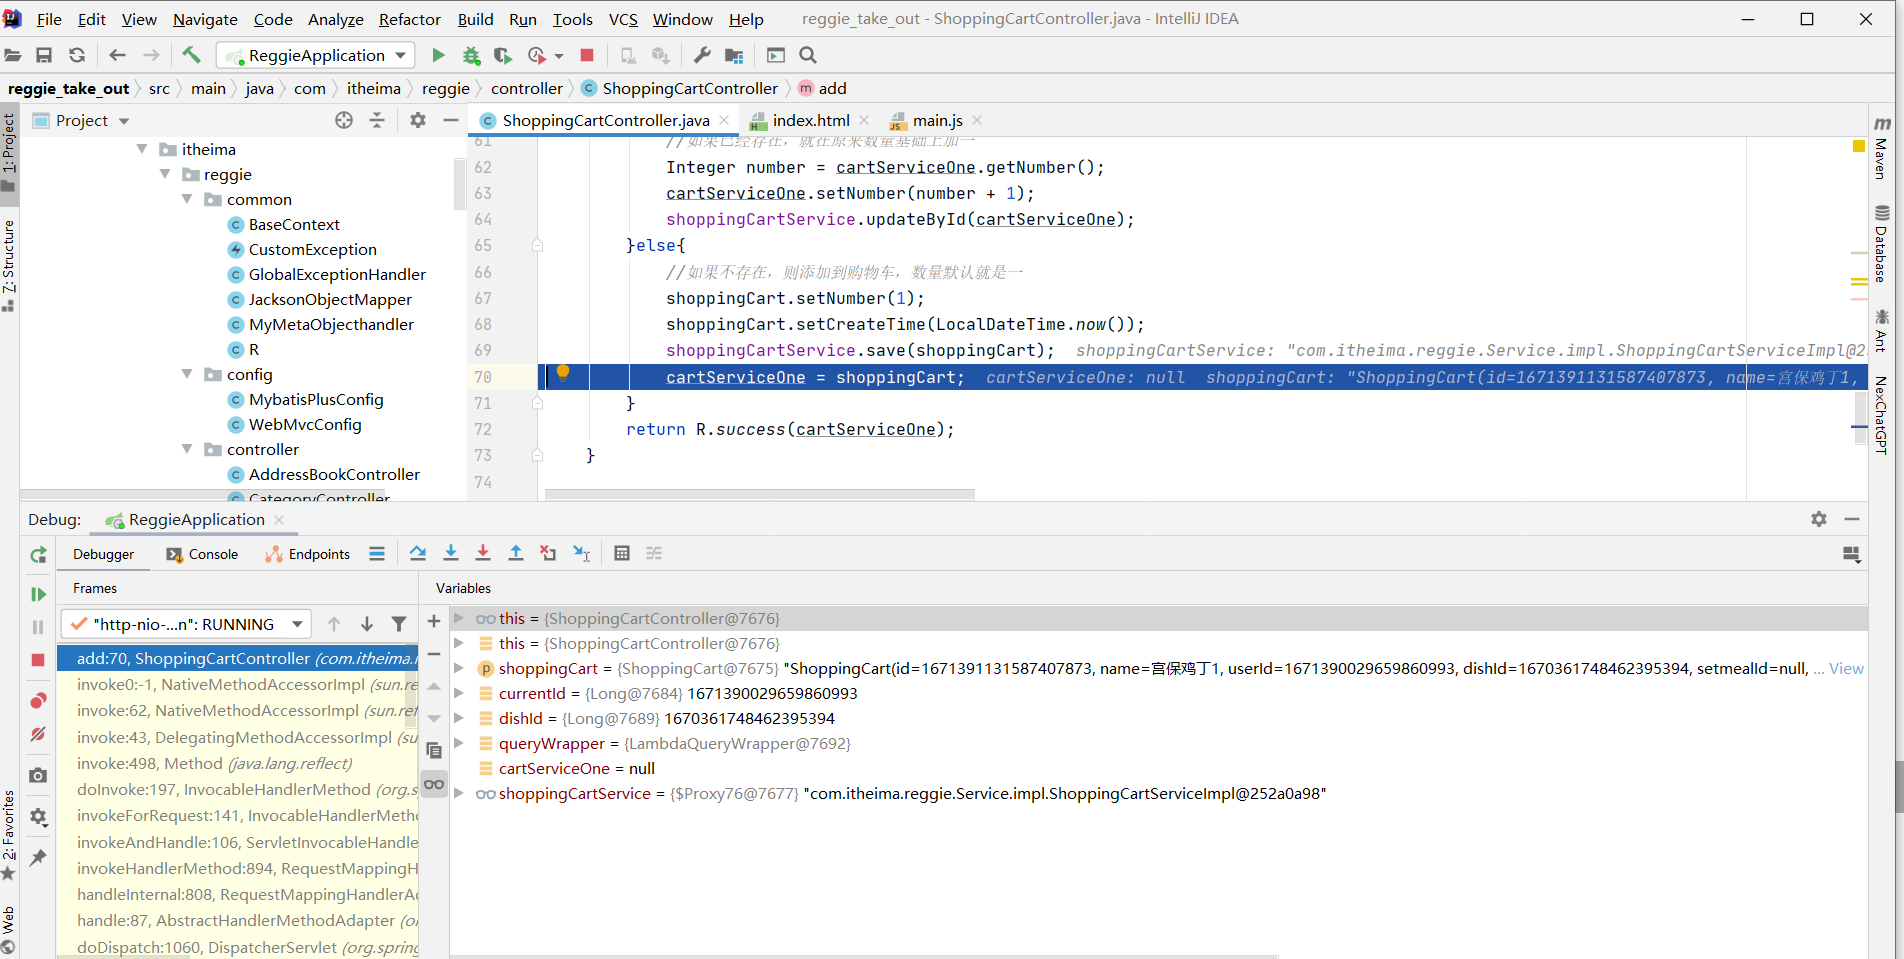 File Edit View Navigate Code Analyze Refactor Build Run Tools VCS Window Help reggie_take_out - ShoppingCartController.java - IntelliJ IDEA
ReggieApplication
reggie_take_out src main java com itheima reggie controller ShoppingCartController add
Project
ShoppingCartController.java index.html main.js
1: Project
7: Structure
2: Favorites
Web
itheima
reggie
common
BaseContext
CustomException
GlobalExceptionHandler
JacksonObjectMapper
MyMetaObjecthandler
R
config
MybatisPlusConfig
WebMvcConfig
controller
AddressBookController
CategoryController
61 //如果已经存在，就在原来数量基础上加一
62 Integer number = cartServiceOne.getNumber();
63 cartServiceOne.setNumber(number + 1);
64 shoppingCartService.updateById(cartServiceOne);
65 }else{
66 //如果不存在，则添加到购物车，数量默认就是一
67 shoppingCart.setNumber(1);
68 shoppingCart.setCreateTime(LocalDateTime.now());
69 shoppingCartService.save(shoppingCart); shoppingCartService: "com.itheima.reggie.Service.impl.ShoppingCartServiceImpl@25
70 cartServiceOne = shoppingCart; cartServiceOne: null shoppingCart: "ShoppingCart(id=1671391131587407873, name=宫保鸡丁1,
71 }
72 return R.success(cartServiceOne);
73 }
74
Maven
Database
Ant
NexChatGPT
Debug: ReggieApplication
Debugger Console Endpoints
Frames
"http-nio-...n": RUNNING
add:70, ShoppingCartController (com.itheima.r
invoke0:-1, NativeMethodAccessorImpl (sun.re
invoke:62, NativeMethodAccessorImpl (sun.ref
invoke:43, DelegatingMethodAccessorImpl (su
invoke:498, Method (java.lang.reflect)
doInvoke:197, InvocableHandlerMethod (org.s
invokeForRequest:141, InvocableHandlerMetho
invokeAndHandle:106, ServletInvocableHandle
invokeHandlerMethod:894, RequestMappingH
handleInternal:808, RequestMappingHandlerAd
handle:87, AbstractHandlerMethodAdapter (or
doDispatch:1060, DispatcherServlet (org.spring
Variables
this = {ShoppingCartController@7676}
this = {ShoppingCartController@7676}
shoppingCart = {ShoppingCart@7675} "ShoppingCart(id=1671391131587407873, name=宫保鸡丁1, userId=1671390029659860993, dishId=1670361748462395394, setmealId=null, ... View
currentId = {Long@7684} 1671390029659860993
dishId = {Long@7689} 1670361748462395394
queryWrapper = {LambdaQueryWrapper@7692}
cartServiceOne = null
shoppingCartService = {$Proxy76@7677} "com.itheima.reggie.Service.impl.ShoppingCartServiceImpl@252a0a98"